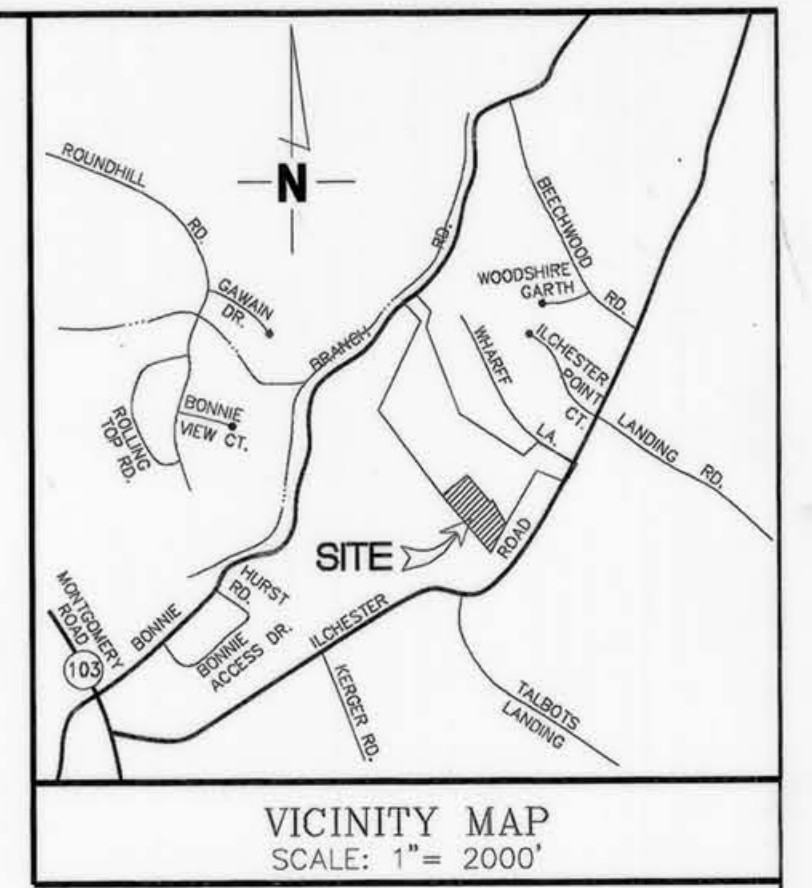 N
ROUNDHILL
RD.
GAWAIN
DR.
BRANCH
RD.
BEECHWOOD
RD.
WOODSHIRE
GARTH
ILCHESTER
POINT
CT.
WHARFF
LA.
LANDING
RD.
ROLLING
TOP RD.
BONNIE
VIEW CT.
SITE
ROAD
ILCHESTER
HURST
RD.
BONNIE
ACCESS DR.
BONNIE
MONTGOMERY
ROAD
103
KERGER RD.
TALBOTS
LANDING
VICINITY MAP
SCALE: 1"= 2000'